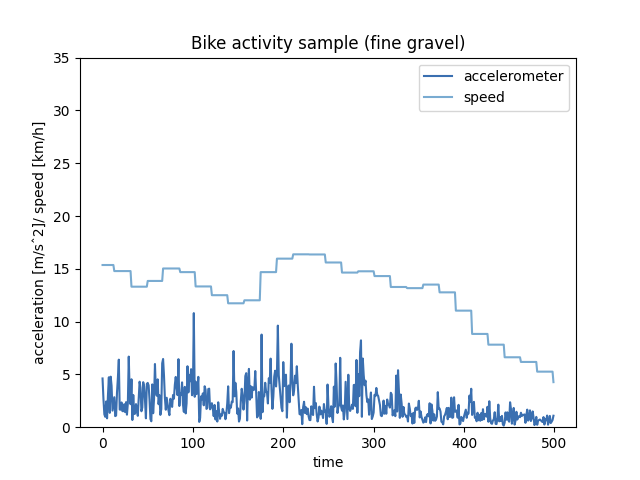 Bike activity sample (fine gravel)
accelerometer
speed
acceleration [m/sˆ2]/ speed [km/h]
35
30
25
20
15
10
5
0
0 100 200 300 400 500
time